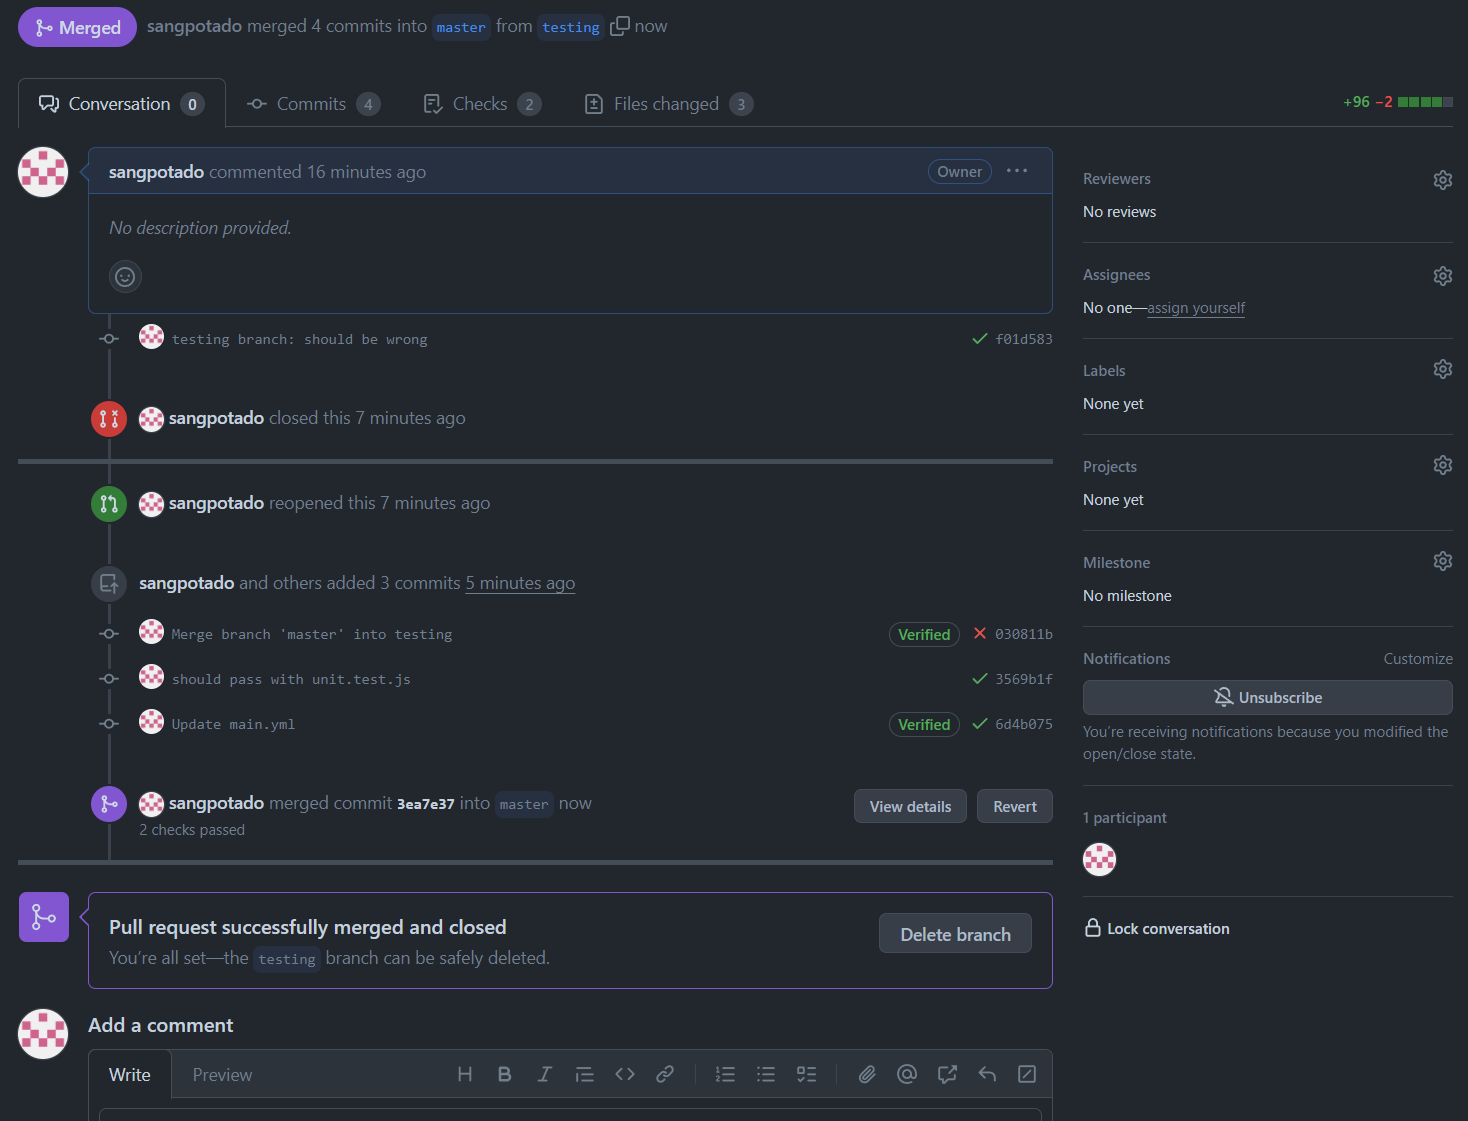 Merged sangpotado merged 4 commits into master from testing now
Conversation 0 Commits 4 Checks 2 Files changed 3 +96 −2
sangpotado commented 16 minutes ago Owner
No description provided.
testing branch: should be wrong f01d583
sangpotado closed this 7 minutes ago
sangpotado reopened this 7 minutes ago
sangpotado and others added 3 commits 5 minutes ago
Merge branch 'master' into testing Verified 030811b
should pass with unit.test.js 3569b1f
Update main.yml Verified 6d4b075
sangpotado merged commit 3ea7e37 into master now View details Revert
2 checks passed
Pull request successfully merged and closed
You're all set—the testing branch can be safely deleted.
Delete branch
Add a comment
Write Preview
Reviewers
No reviews
Assignees
No one—assign yourself
Labels
None yet
Projects
None yet
Milestone
No milestone
Notifications Customize
Unsubscribe
You're receiving notifications because you modified the
open/close state.
1 participant
Lock conversation